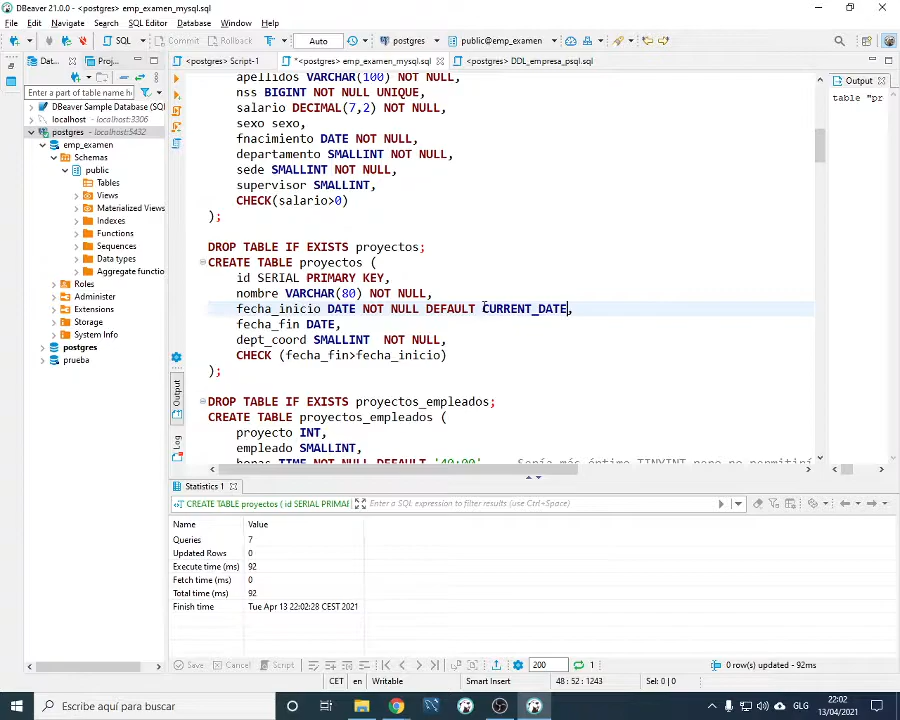 DBeaver 21.0.0 - <postgres> emp_examen_mysql.sql
File Edit Navigate Search SQL Editor Database Window Help
SQL Commit Rollback T Auto postgres public@emp_examen
Dat... Proj...
<postgres> Script-1
*<postgres> emp_examen_mysql.sql
<postgres> DDL_empresa_psql.sql
Output
Enter a part of table name h
table "pr
DBeaver Sample Database (SQL
localhost :3306
postgres localhost:5432
emp_examen
Schemas
public
Tables
Views
Materialized Views
Indexes
Functions
Sequences
Data types
Aggregate functio
Roles
Administer
Extensions
Storage
System Info
postgres
prueba
apellidos VARCHAR(100) NOT NULL,
nss BIGINT NOT NULL UNIQUE,
salario DECIMAL(7,2) NOT NULL,
sexo sexo,
fnacimiento DATE NOT NULL,
departamento SMALLINT NOT NULL,
sede SMALLINT NOT NULL,
supervisor SMALLINT,
CHECK(salario>0)
);
DROP TABLE IF EXISTS proyectos;
CREATE TABLE proyectos (
id SERIAL PRIMARY KEY,
nombre VARCHAR(80) NOT NULL,
fecha_inicio DATE NOT NULL DEFAULT CURRENT_DATE,
fecha_fin DATE,
dept_coord SMALLINT  NOT NULL,
CHECK (fecha_fin>fecha_inicio)
);
DROP TABLE IF EXISTS proyectos_empleados;
CREATE TABLE proyectos_empleados (
proyecto INT,
empleado SMALLINT,
horas TIME NOT NULL DEFAULT '40:00' Sería más óptimo TINYINT pero no permitirí
Output
Log
Statistics 1
CREATE TABLE proyectos ( id SERIAL PRIMAR
Enter a SQL expression to filter results (use Ctrl+Space)
Name Value
Queries 7
Updated Rows 0
Execute time (ms) 92
Fetch time (ms) 0
Total time (ms) 92
Finish time Tue Apr 13 22:02:28 CEST 2021
Save Cancel Script 200 1 0 row(s) updated - 92ms
CET en Writable Smart Insert 48 : 52 : 1243 Sel: 0 | 0
Escribe aquí para buscar
GLG
22:02
13/04/2021